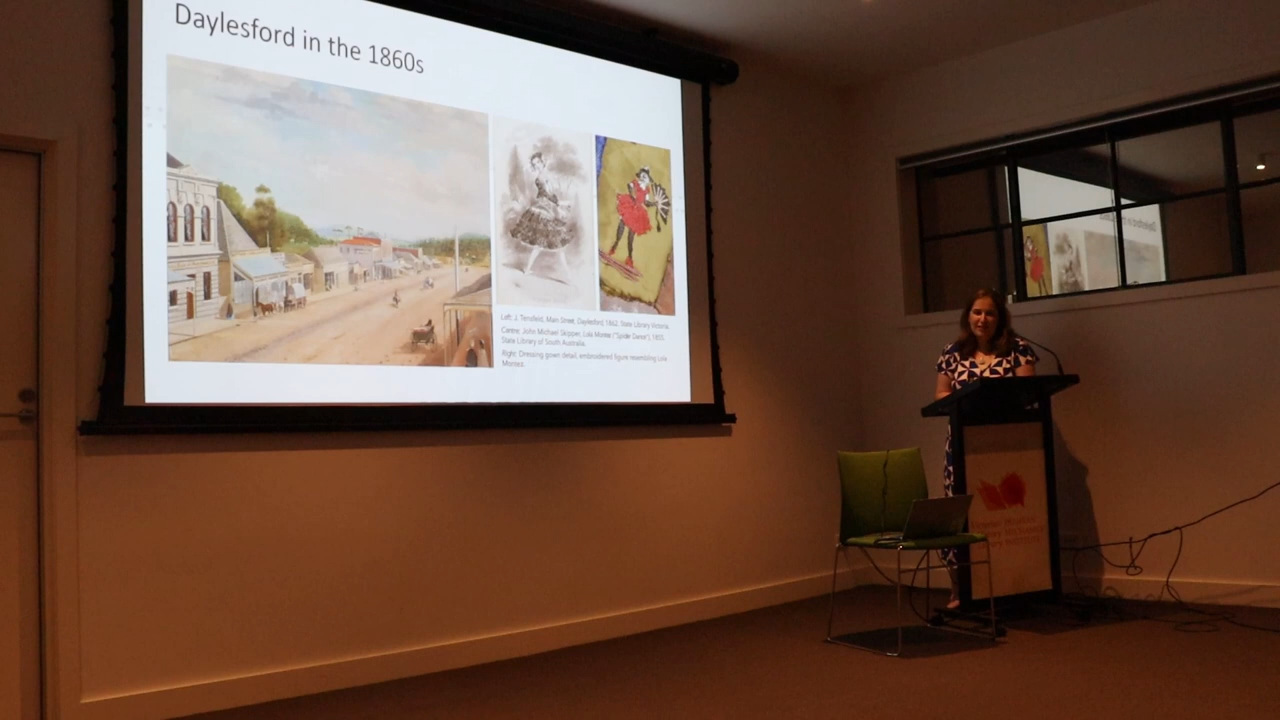 Daylesford in the 1860s
Left: J. Tensfield, Main Street, Daylesford, 1862, State Library Victoria.
Centre: John Michael Skipper, Lola Montez ("Spider Dance"), 1855,
State Library of South Australia.
Right: Dressing gown detail, embroidered figure resembling Lola
Montez.